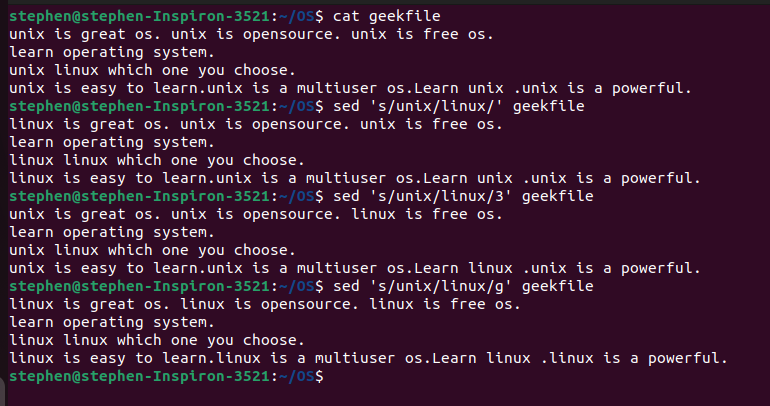 stephen@stephen-Inspiron-3521:~/OS$ cat geekfile
unix is great os. unix is opensource. unix is free os.
learn operating system.
unix linux which one you choose.
unix is easy to learn.unix is a multiuser os.Learn unix .unix is a powerful.
stephen@stephen-Inspiron-3521:~/OS$ sed 's/unix/linux/' geekfile
linux is great os. unix is opensource. unix is free os.
learn operating system.
linux linux which one you choose.
linux is easy to learn.unix is a multiuser os.Learn unix .unix is a powerful.
stephen@stephen-Inspiron-3521:~/OS$ sed 's/unix/linux/3' geekfile
unix is great os. unix is opensource. linux is free os.
learn operating system.
unix linux which one you choose.
unix is easy to learn.unix is a multiuser os.Learn linux .unix is a powerful.
stephen@stephen-Inspiron-3521:~/OS$ sed 's/unix/linux/g' geekfile
linux is great os. linux is opensource. linux is free os.
learn operating system.
linux linux which one you choose.
linux is easy to learn.linux is a multiuser os.Learn linux .linux is a powerful.
stephen@stephen-Inspiron-3521:~/OS$